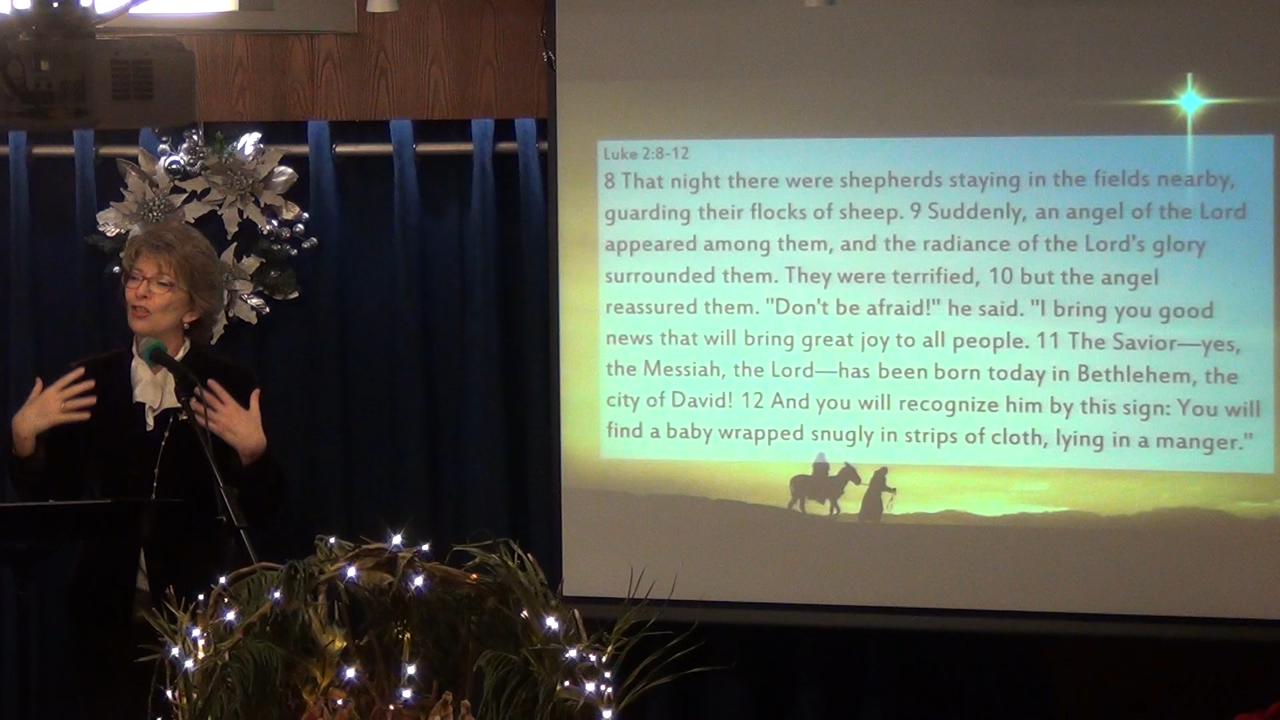 Luke 2:8-12
8 That night there were shepherds staying in the fields nearby,
guarding their flocks of sheep. 9 Suddenly, an angel of the Lord
appeared among them, and the radiance of the Lord's glory
surrounded them. They were terrified, 10 but the angel
reassured them. "Don't be afraid!" he said. "I bring you good
news that will bring great joy to all people. 11 The Savior—yes,
the Messiah, the Lord—has been born today in Bethlehem, the
city of David! 12 And you will recognize him by this sign: You will
find a baby wrapped snugly in strips of cloth, lying in a manger."